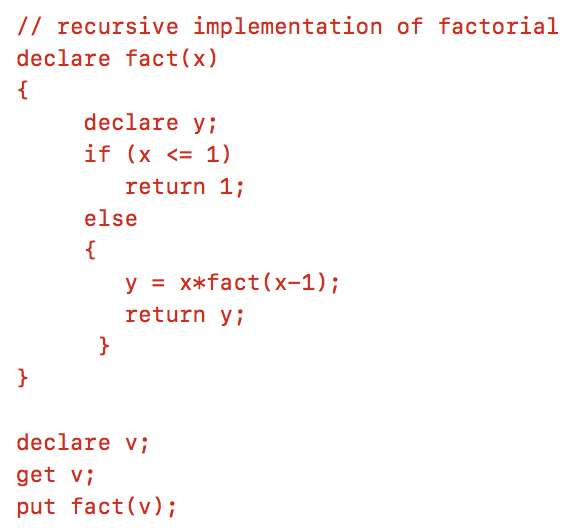 // recursive implementation of factorial
declare fact(x)
{
declare y;
if (x <= 1)
return 1;
else
{
y = x*fact(x-1);
return y;
}
}
declare v;
get v;
put fact(v);